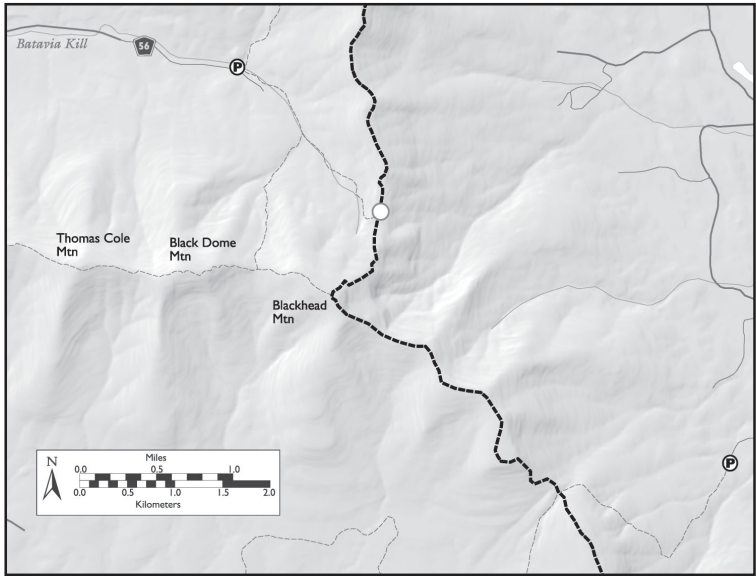 Batavia Kill
56
P
Thomas Cole
Mtn
Black Dome
Mtn
Blackhead
Mtn
P
N
Miles
0.0 0.5 1.0
0.0 0.5 1.0 1.5 2.0
Kilometers